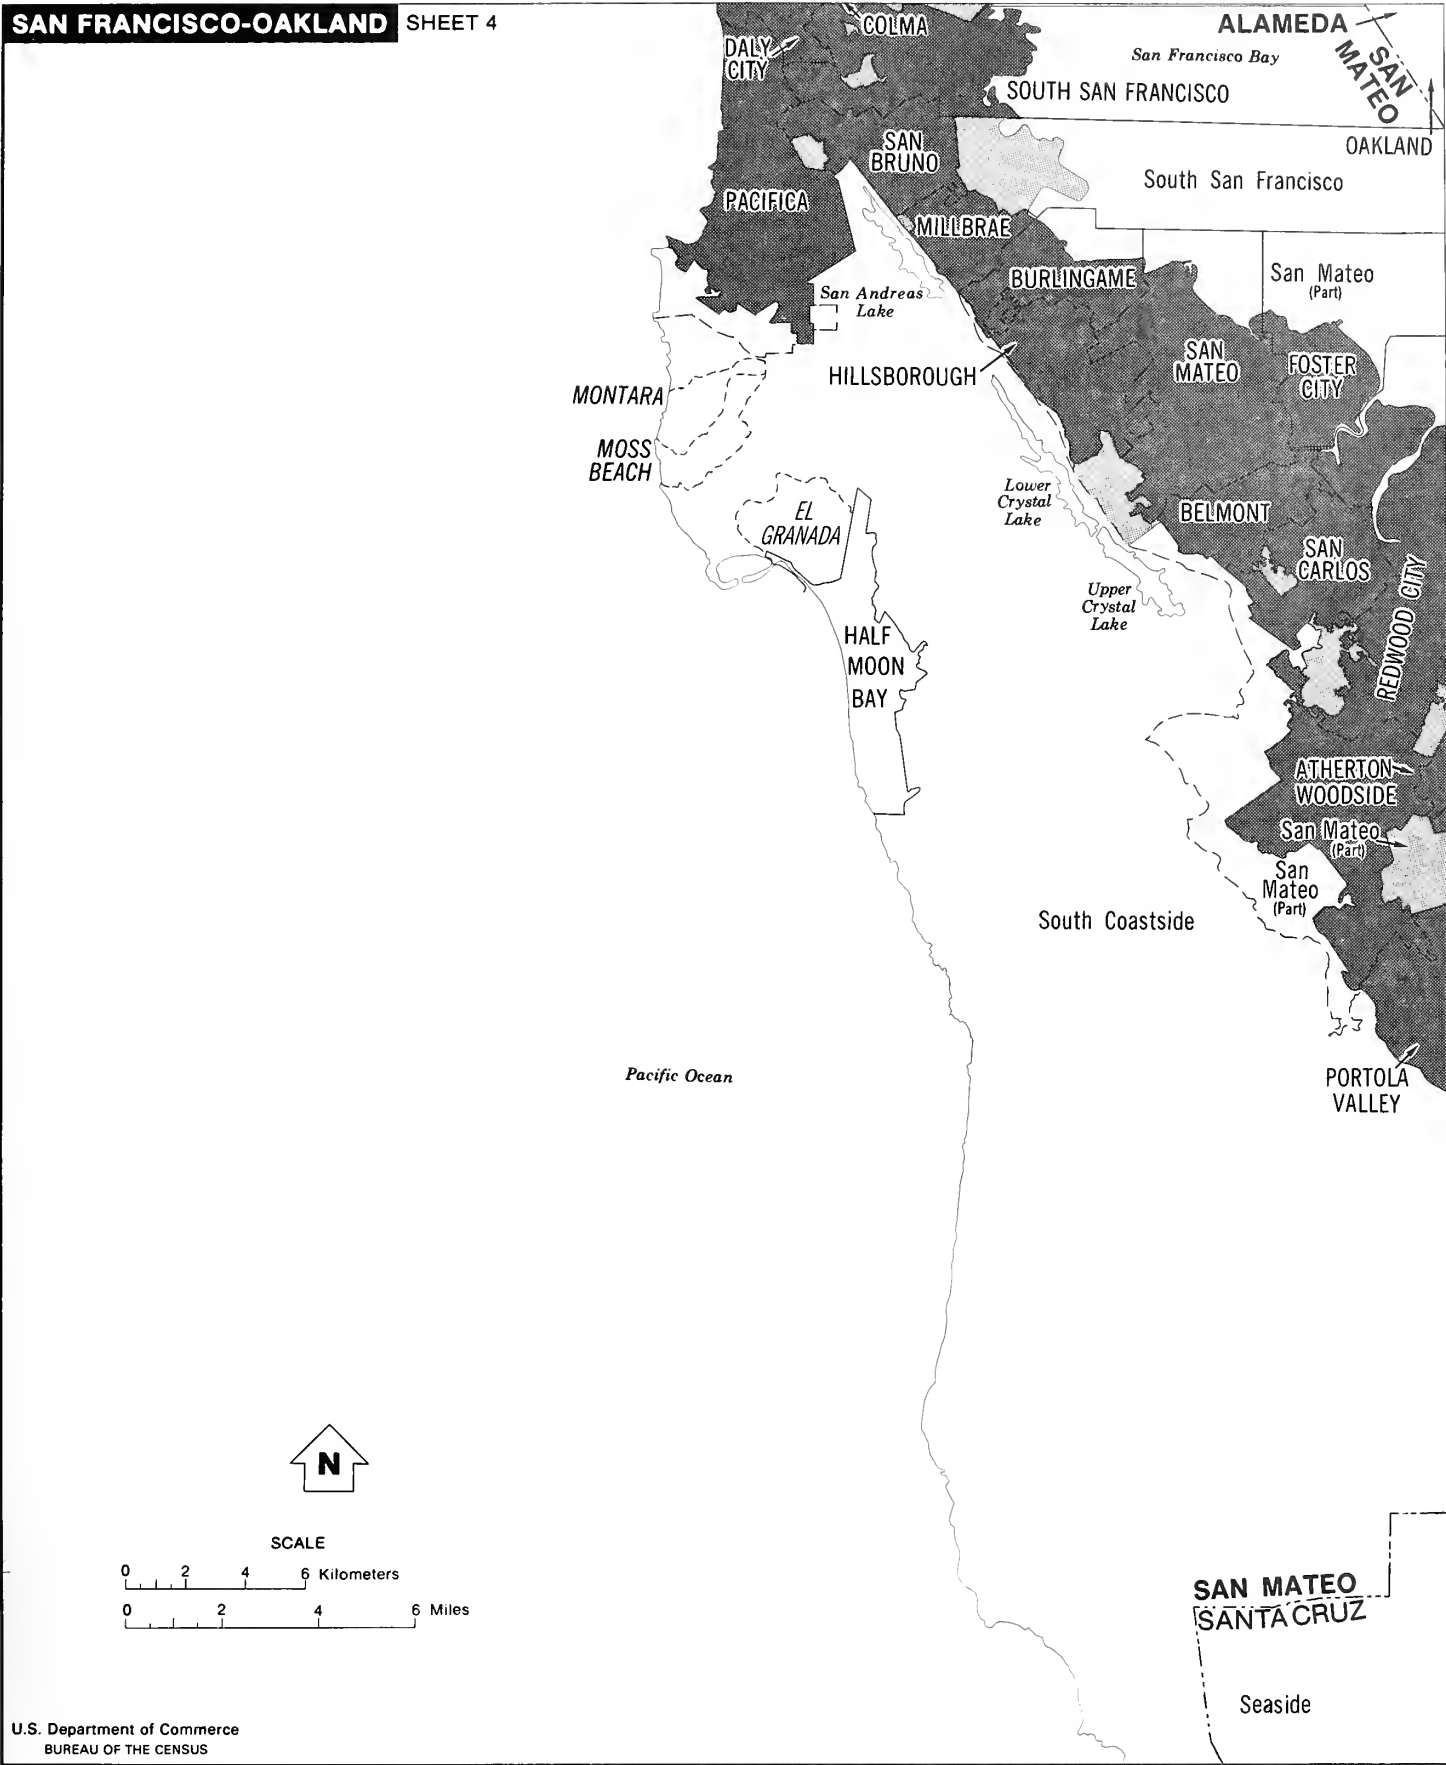 SAN FRANCISCO-OAKLAND SHEET 4
COLMA
ALAMEDA
DALY
CITY
San Francisco Bay
SAN
MATEO
SOUTH SAN FRANCISCO
OAKLAND
SAN
BRUNO
South San Francisco
PACIFICA
MILLBRAE
BURLINGAME
San Mateo
(Part)
San Andreas
Lake
HILLSBOROUGH
SAN
MATEO
FOSTER
CITY
MONTARA
MOSS
BEACH
Lower
Crystal
Lake
BELMONT
EL
GRANADA
SAN
CARLOS
REDWOOD CITY
Upper
Crystal
Lake
HALF
MOON
BAY
ATHERTON
WOODSIDE
San Mateo
(Part)
San
Mateo
(Part)
South Coastside
Pacific Ocean
PORTOLA
VALLEY
N
SCALE
0 2 4 6 Kilometers
0 2 4 6 Miles
SAN MATEO
SANTA CRUZ
Seaside
U.S. Department of Commerce
BUREAU OF THE CENSUS